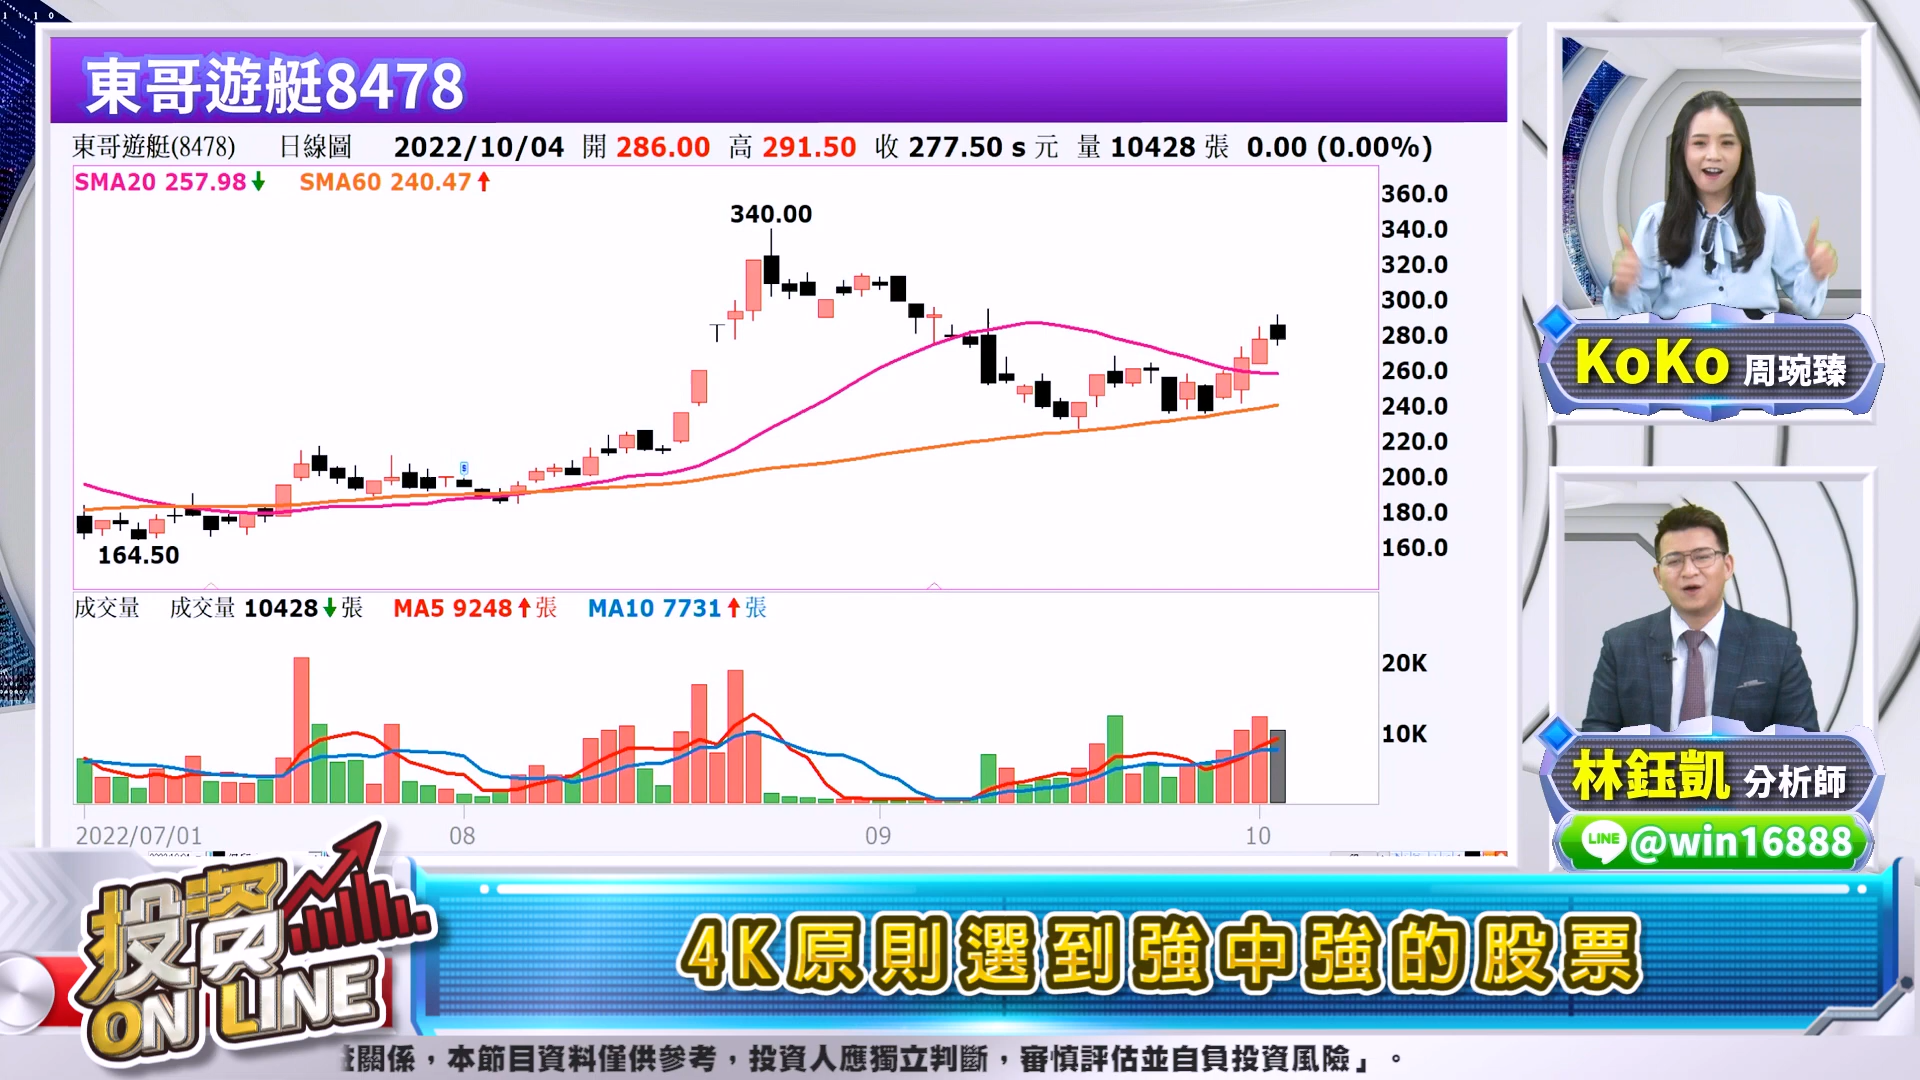 東哥遊艇8478
東哥遊艇(8478) 日線圖 2022/10/04 開 286.00 高 291.50 收 277.50 s 元 量 10428 張 0.00 (0.00%)
SMA20 257.98↓ SMA60 240.47↑
340.00
164.50
360.0
340.0
320.0
300.0
280.0
260.0
240.0
220.0
200.0
180.0
160.0
成交量 成交量 10428↓張 MA5 9248↑張 MA10 7731↑張
20K
10K
2022/07/01 08 09 10
KoKo 周琬臻
林鈺凱 分析師
LINE @win16888
投資
ON LINE
4K原則選到強中強的股票
關係，本節目資料僅供參考，投資人應獨立判斷，審慎評估並自負投資風險」。